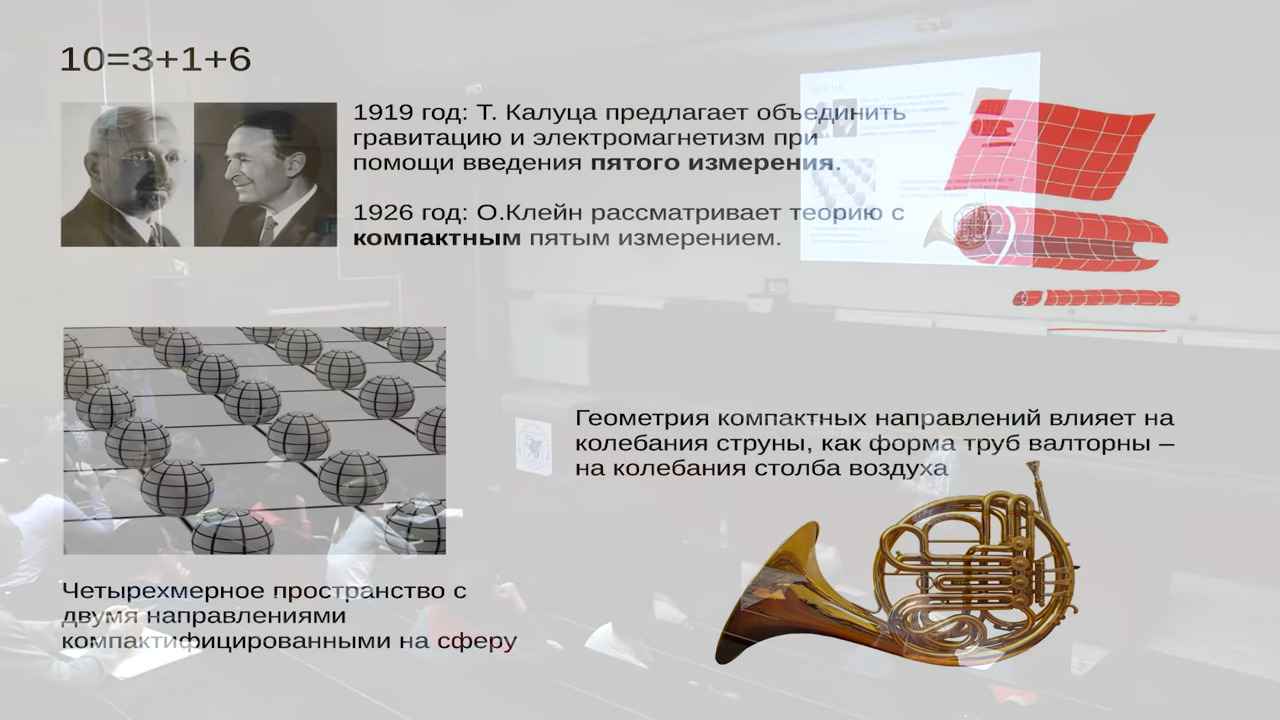 10=3+1+6
1919 год: Т. Калуца предлагает объединить
гравитацию и электромагнетизм при
помощи введения пятого измерения.
1926 год: О.Клейн рассматривает теорию с
компактным пятым измерением.
Геометрия компактных направлений влияет на
колебания струны, как форма труб валторны –
на колебания столба воздуха
Четырехмерное пространство с
двумя направлениями
компактифицированными на сферу